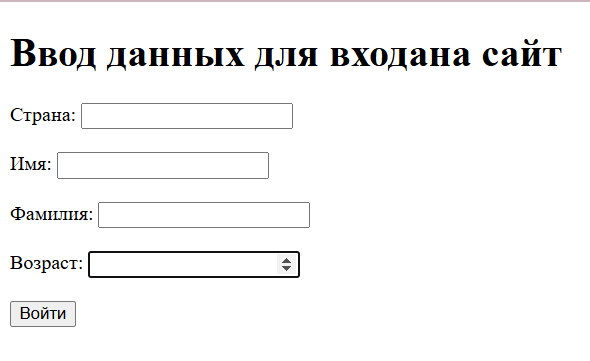 Ввод данных для входана сайт
Страна:
Имя:
Фамилия:
Возраст:
Войти